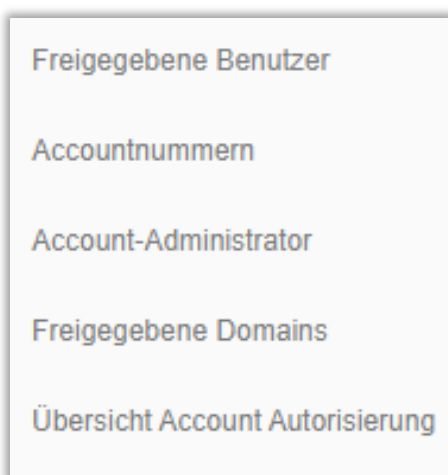 Freigegebene Benutzer
Accountnummern
Account-Administrator
Freigegebene Domains
Übersicht Account Autorisierung